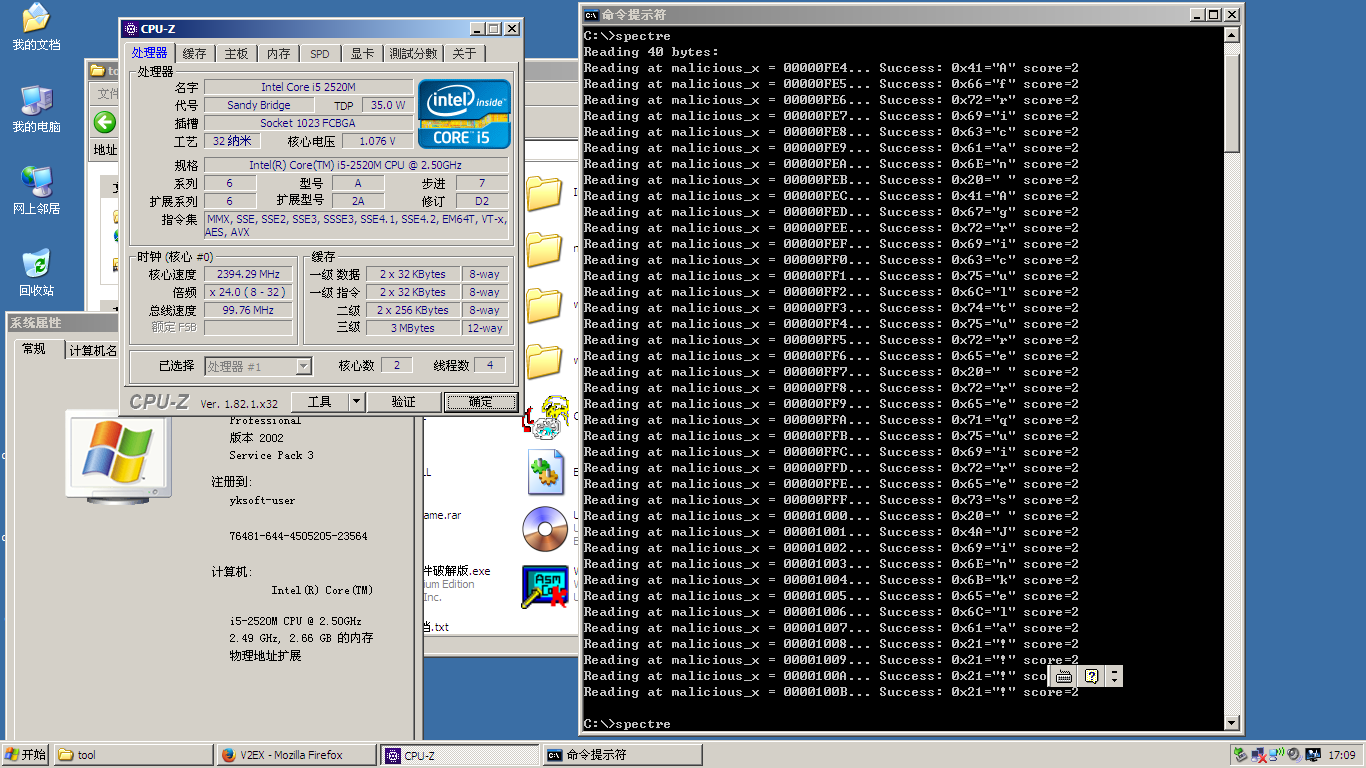 我的文档
我的电脑
网上邻居
回收站
CPU-Z
处理器 缓存 主板 内存 SPD 显卡 测试分数 关于
处理器
名字 Intel Core i5 2520M
代号 Sandy Bridge TDP 35.0 W
插槽 Socket 1023 FCBGA
工艺 32 纳米 核心电压 1.076 V
规格 Intel(R) Core(TM) i5-2520M CPU @ 2.50GHz
系列 6 型号 A 步进 7
扩展系列 6 扩展型号 2A 修订 D2
指令集 MMX, SSE, SSE2, SSE3, SSSE3, SSE4.1, SSE4.2, EM64T, VT-x,
AES, AVX
intel inside
CORE i5
时钟 (核心 #0)
核心速度 2394.29 MHz
倍频 x 24.0 ( 8 - 32 )
总线速度 99.76 MHz
额定 FSB
缓存
一级 数据 2 x 32 KBytes 8-way
一级 指令 2 x 32 KBytes 8-way
二级 2 x 256 KBytes 8-way
三级 3 MBytes 12-way
已选择 处理器 #1 核心数 2 线程数 4
CPU-Z Ver. 1.82.1.x32 工具 验证 确定
to
文件
地址
系统属性
常规 计算机名
Professional
版本 2002
Service Pack 3
注册到:
yksoft-user
76481-644-4505205-23564
计算机:
Intel(R) Core(TM)
i5-2520M CPU @ 2.50GHz
2.49 GHz, 2.66 GB 的内存
物理地址扩展
LL
ame.rar
件破解版.exe
ium Edition
Inc.
当.txt
Asm
命令提示符
C:\>spectre
Reading 40 bytes:
Reading at malicious_x = 00000FE4... Success: 0x41="A" score=2
Reading at malicious_x = 00000FE5... Success: 0x66="f" score=2
Reading at malicious_x = 00000FE6... Success: 0x72="r" score=2
Reading at malicious_x = 00000FE7... Success: 0x69="i" score=2
Reading at malicious_x = 00000FE8... Success: 0x63="c" score=2
Reading at malicious_x = 00000FE9... Success: 0x61="a" score=2
Reading at malicious_x = 00000FEA... Success: 0x6E="n" score=2
Reading at malicious_x = 00000FEB... Success: 0x20=" " score=2
Reading at malicious_x = 00000FEC... Success: 0x41="A" score=2
Reading at malicious_x = 00000FED... Success: 0x67="g" score=2
Reading at malicious_x = 00000FEE... Success: 0x72="r" score=2
Reading at malicious_x = 00000FEF... Success: 0x69="i" score=2
Reading at malicious_x = 00000FF0... Success: 0x63="c" score=2
Reading at malicious_x = 00000FF1... Success: 0x75="u" score=2
Reading at malicious_x = 00000FF2... Success: 0x6C="l" score=2
Reading at malicious_x = 00000FF3... Success: 0x74="t" score=2
Reading at malicious_x = 00000FF4... Success: 0x75="u" score=2
Reading at malicious_x = 00000FF5... Success: 0x72="r" score=2
Reading at malicious_x = 00000FF6... Success: 0x65="e" score=2
Reading at malicious_x = 00000FF7... Success: 0x20=" " score=2
Reading at malicious_x = 00000FF8... Success: 0x72="r" score=2
Reading at malicious_x = 00000FF9... Success: 0x65="e" score=2
Reading at malicious_x = 00000FFA... Success: 0x71="q" score=2
Reading at malicious_x = 00000FFB... Success: 0x75="u" score=2
Reading at malicious_x = 00000FFC... Success: 0x69="i" score=2
Reading at malicious_x = 00000FFD... Success: 0x72="r" score=2
Reading at malicious_x = 00000FFE... Success: 0x65="e" score=2
Reading at malicious_x = 00000FFF... Success: 0x73="s" score=2
Reading at malicious_x = 00001000... Success: 0x20=" " score=2
Reading at malicious_x = 00001001... Success: 0x4A="J" score=2
Reading at malicious_x = 00001002... Success: 0x69="i" score=2
Reading at malicious_x = 00001003... Success: 0x6E="n" score=2
Reading at malicious_x = 00001004... Success: 0x6B="k" score=2
Reading at malicious_x = 00001005... Success: 0x65="e" score=2
Reading at malicious_x = 00001006... Success: 0x6C="l" score=2
Reading at malicious_x = 00001007... Success: 0x61="a" score=2
Reading at malicious_x = 00001008... Success: 0x21="!" score=2
Reading at malicious_x = 00001009... Success: 0x21="!" score=2
Reading at malicious_x = 0000100A... Success: 0x21="!" sco
Reading at malicious_x = 0000100B... Success: 0x21="!" score=2
C:\>spectre
开始 tool V2EX - Mozilla Firefox CPU-Z 命令提示符 17:09